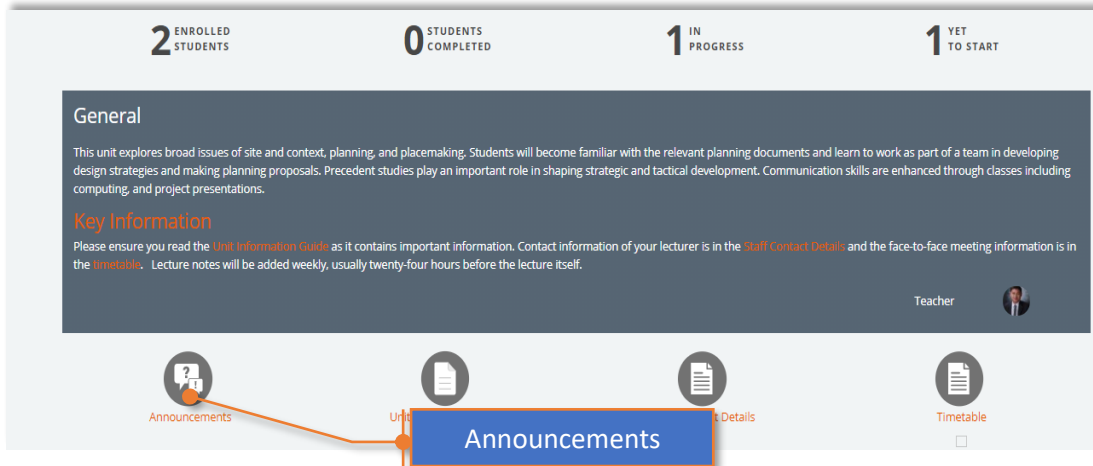 2 ENROLLED STUDENTS
0 STUDENTS COMPLETED
1 IN PROGRESS
1 YET TO START
General
This unit explores broad issues of site and context, planning, and placemaking. Students will become familiar with the relevant planning documents and learn to work as part of a team in developing
design strategies and making planning proposals. Precedent studies play an important role in shaping strategic and tactical development. Communication skills are enhanced through classes including
computing, and project presentations.
Key Information
Please ensure you read the Unit Information Guide as it contains important information. Contact information of your lecturer is in the Staff Contact Details and the face-to-face meeting information is in
the timetable. Lecture notes will be added weekly, usually twenty-four hours before the lecture itself.
Teacher
Announcements
Details
Timetable
Announcements